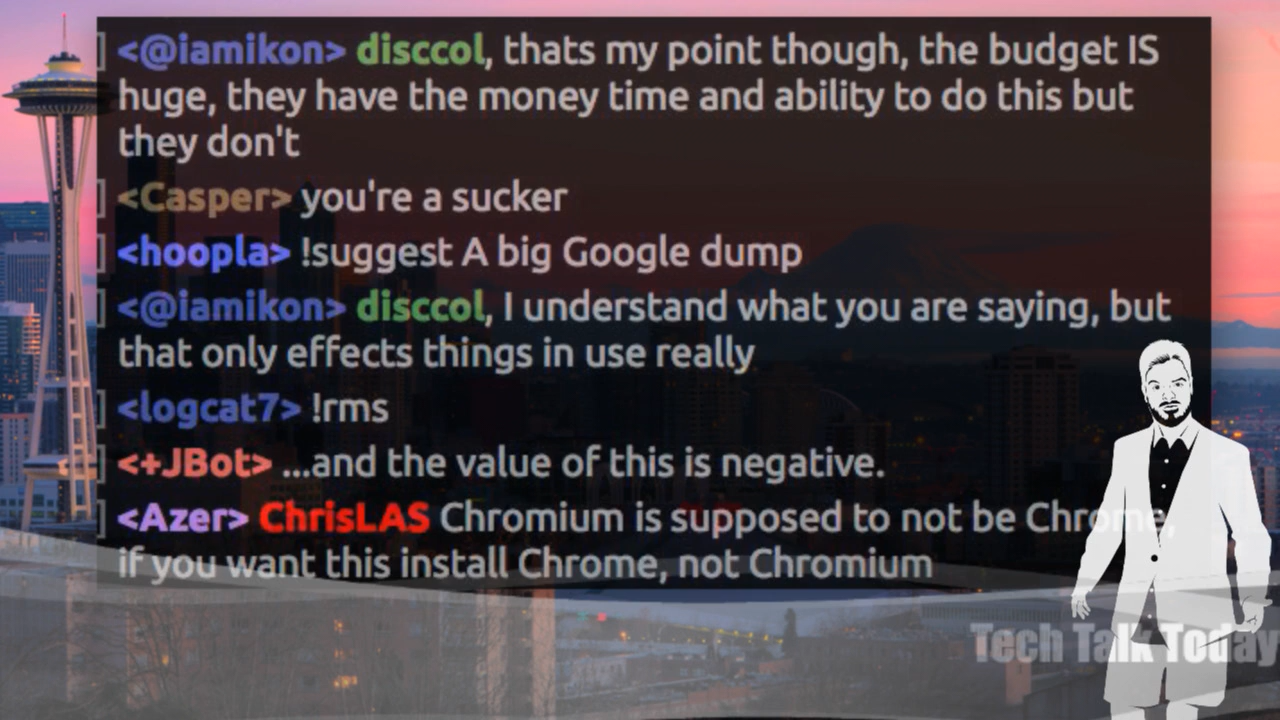 <@iamikon> disccol, thats my point though, the budget IS
huge, they have the money time and ability to do this but
they don't
<Casper> you're a sucker
<hoopla> !suggest A big Google dump
<@iamikon> disccol, I understand what you are saying, but
that only effects things in use really
<logcat7> !rms
<+JBot> ...and the value of this is negative.
<Azer> ChrisLAS Chromium is supposed to not be Chrome,
if you want this install Chrome, not Chromium
Tech Talk Today